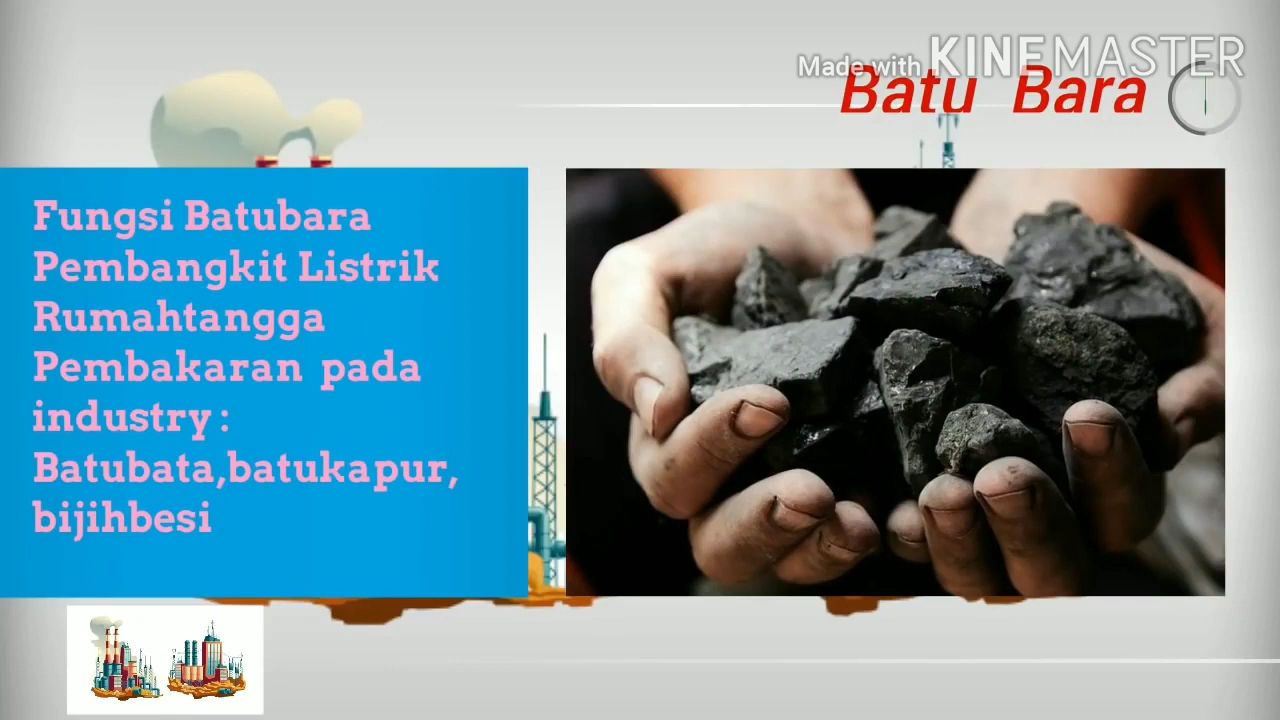 Made with KINEMASTER
Batu Bara
Fungsi Batubara
Pembangkit Listrik
Rumahtangga
Pembakaran pada
industry :
Batubata,batukapur,
bijihbesi